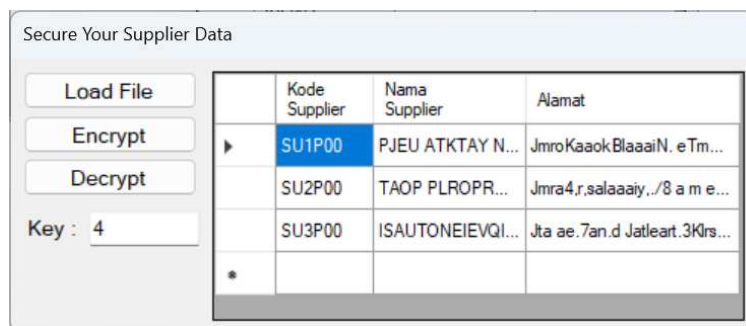 Secure Your Supplier Data
Load File
Encrypt
Decrypt
Key : 4
Kode Supplier Nama Supplier Alamat
SU1P00 PJEU ATKTAY N... JmroKaaokBlaaaiN. eTm...
SU2P00 TAOP PLROPR... Jmra4,r,salaaaiy,./8 a m e...
SU3P00 ISAUTONEIEVQI... Jta ae.7an.d Jatleart.3Klrs...